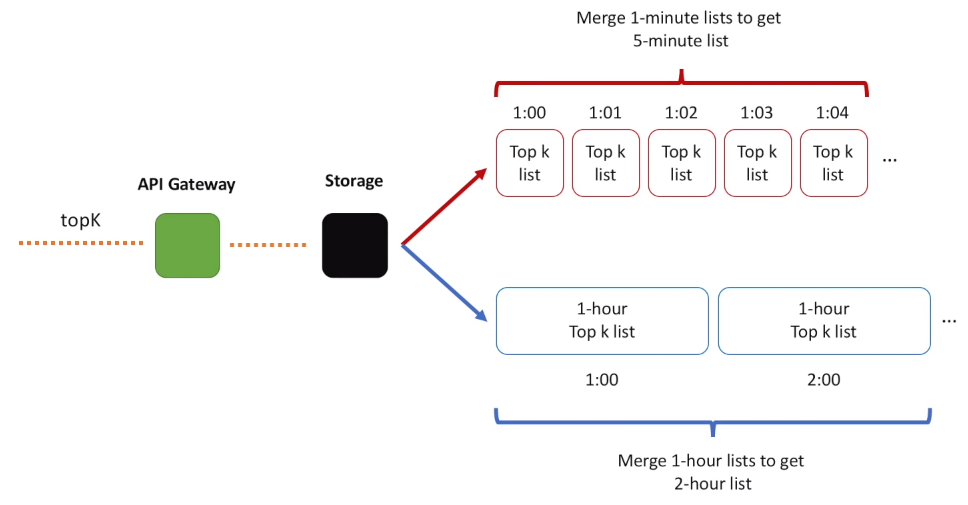 Merge 1-minute lists to get
5-minute list
1:00
1:01
1:02
1:03
1:04
Top k
list
Top k
list
Top k
list
Top k
list
Top k
list
...
API Gateway
Storage
topK
1-hour
Top k list
1-hour
Top k list
...
1:00
2:00
Merge 1-hour lists to get
2-hour list